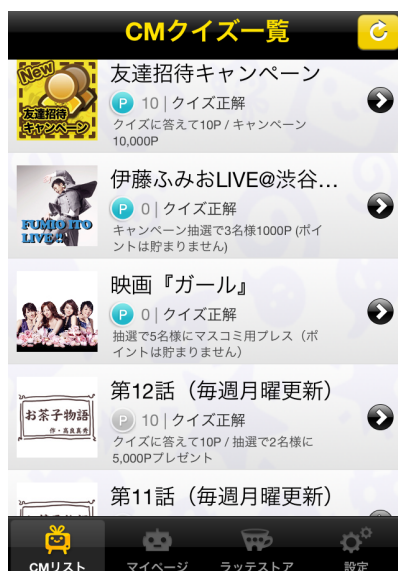 CMクイズ一覧
New
友達招待
キャンペーン
友達招待キャンペーン
P 10 | クイズ正解
クイズに答えて10P / キャンペーン
10,000P
FUMIO ITO
LIVE!!
伊藤ふみおLIVE@渋谷…
P 0 | クイズ正解
キャンペーン抽選で3名様1000P (ポイ
ントは貯まりません)
映画『ガール』
P 0 | クイズ正解
抽選で5名様にマスコミ用プレス（ポ
イントは貯まりません）
お茶子物語
作・高良真秀
第12話（毎週月曜更新）
P 10 | クイズ正解
クイズに答えて10P / 抽選で2名様に
5,000Pプレゼント
第11話（毎週月曜更新）
CMリスト
マイページ
ラッテストア
設定